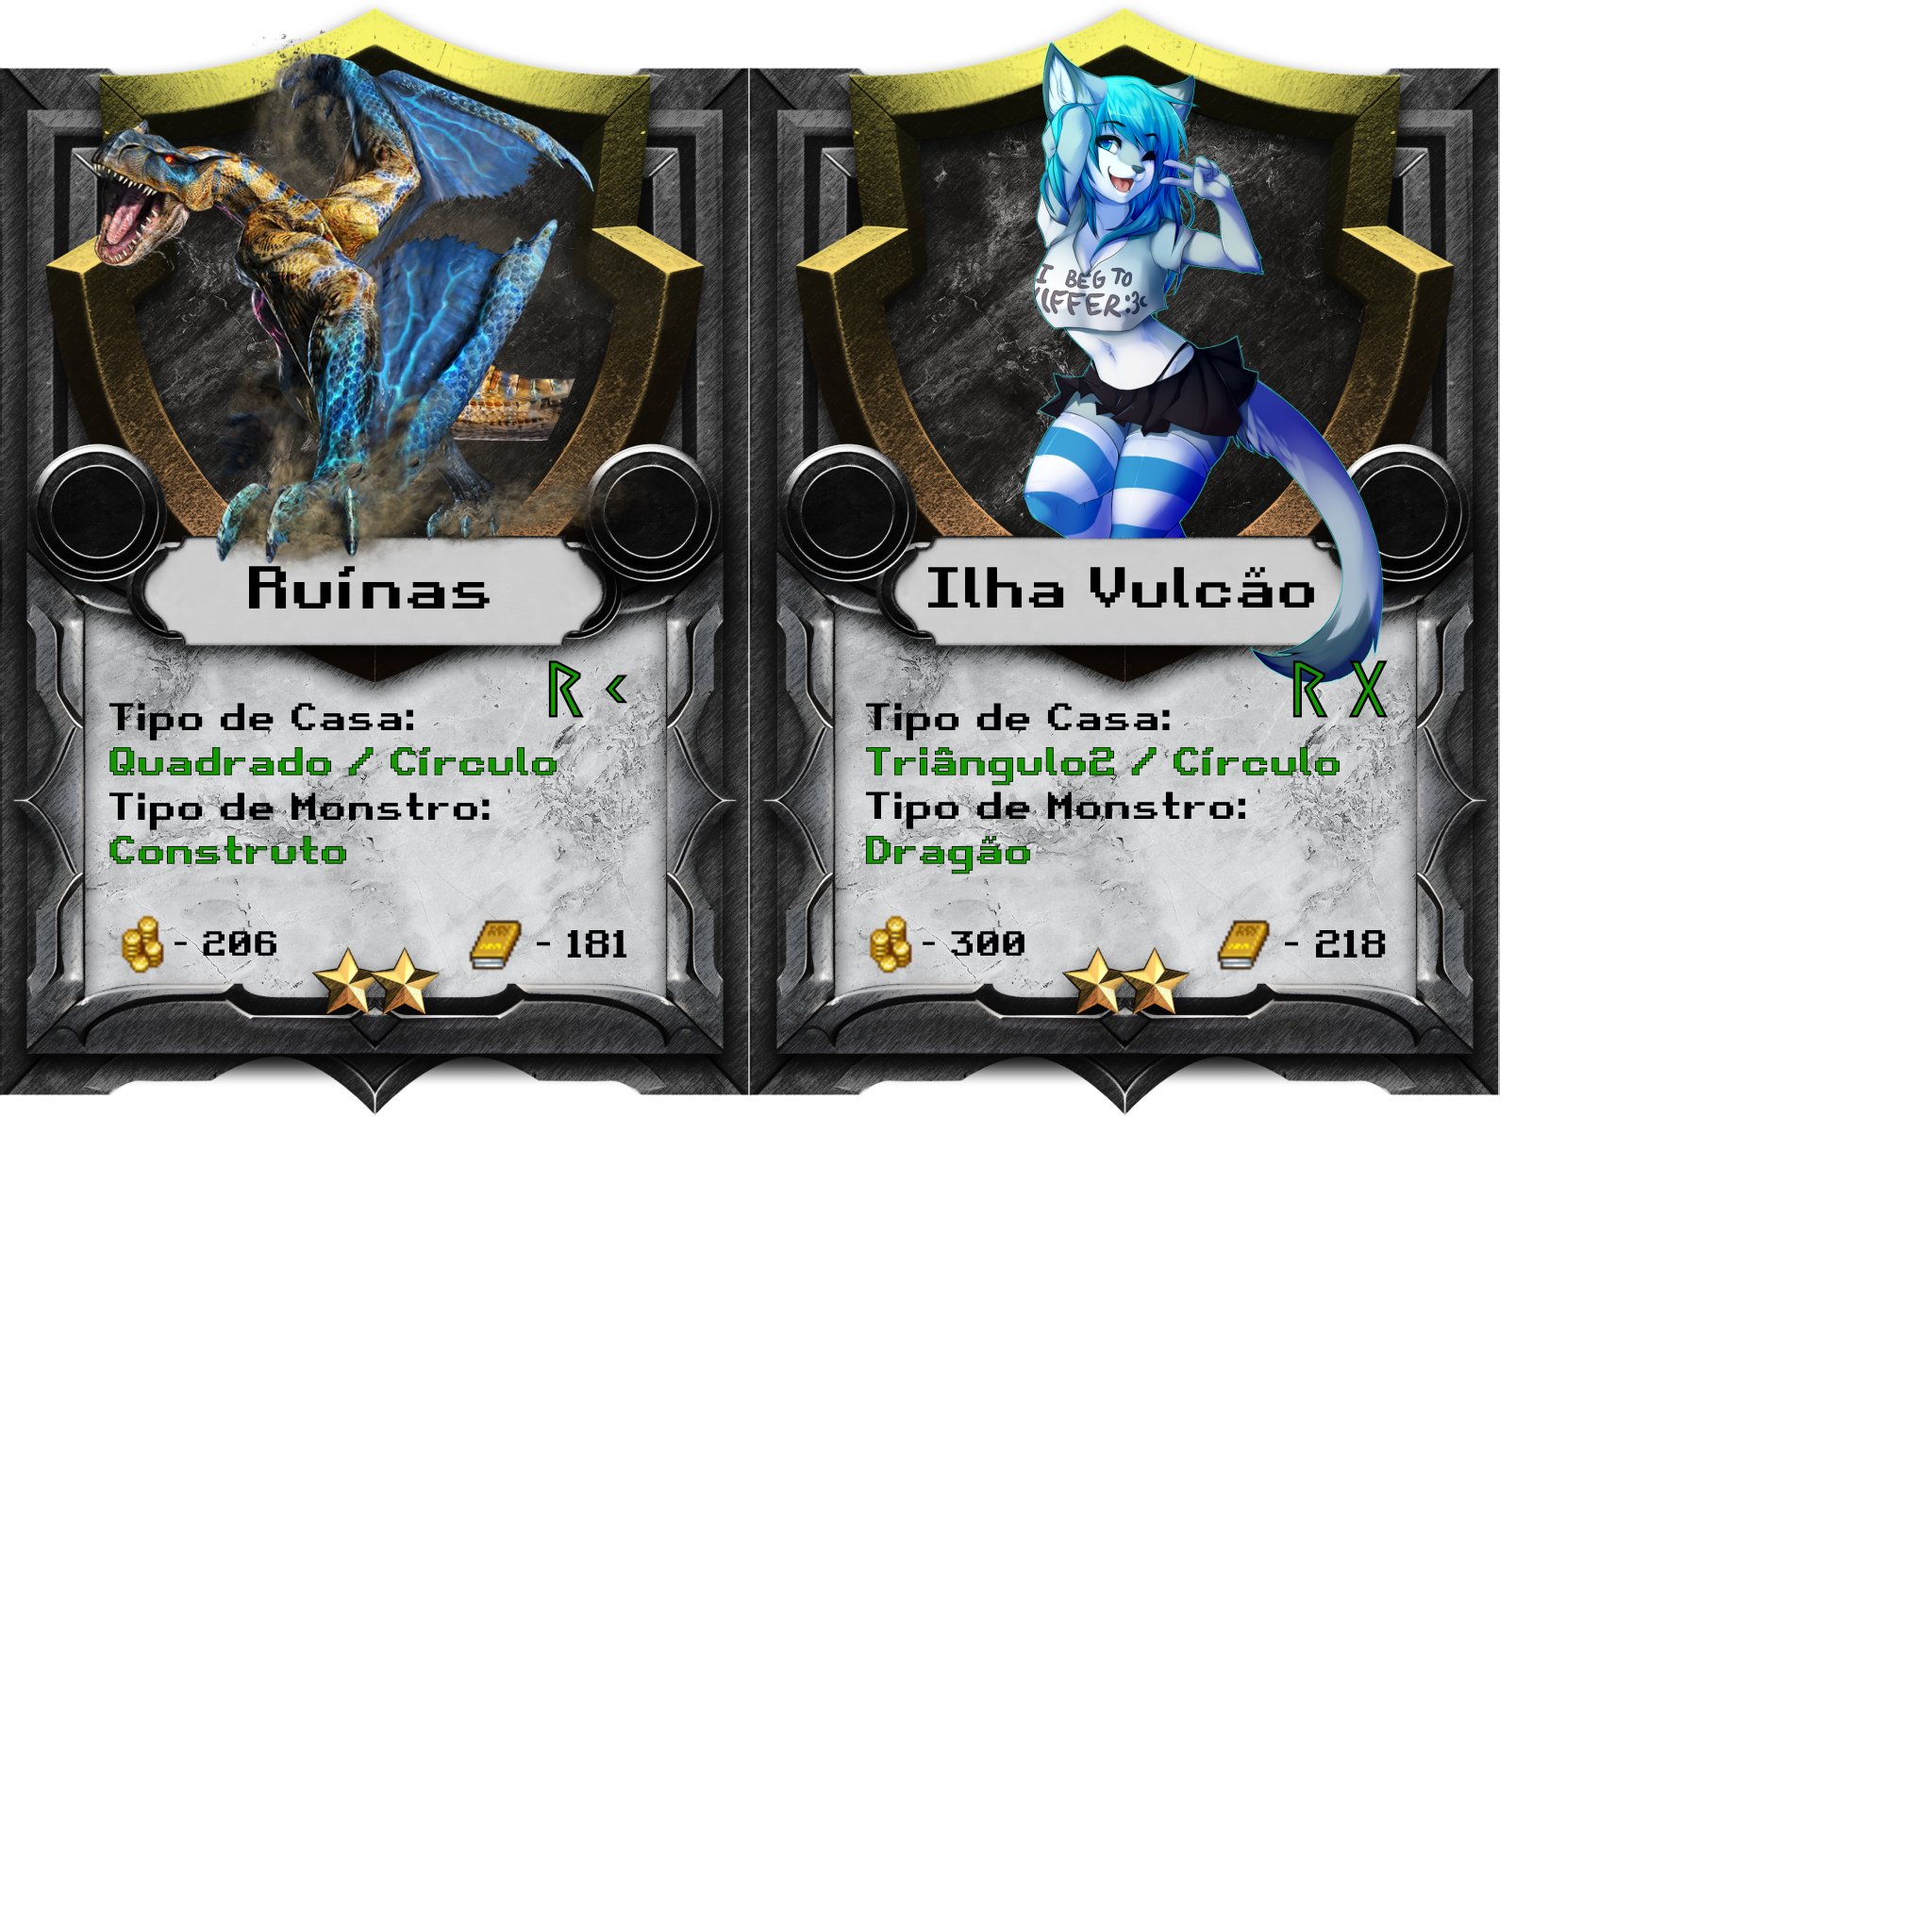 Ruínas
ᚱ ᚲ
Tipo de Casa:
Quadrado / Círculo
Tipo de Monstro:
Construto
- 206
- 181
I BEG TO
DIFFER:3c
Ilha Vulcão
ᚱ ᚷ
Tipo de Casa:
Triângulo2 / Círculo
Tipo de Monstro:
Dragão
- 300
- 218